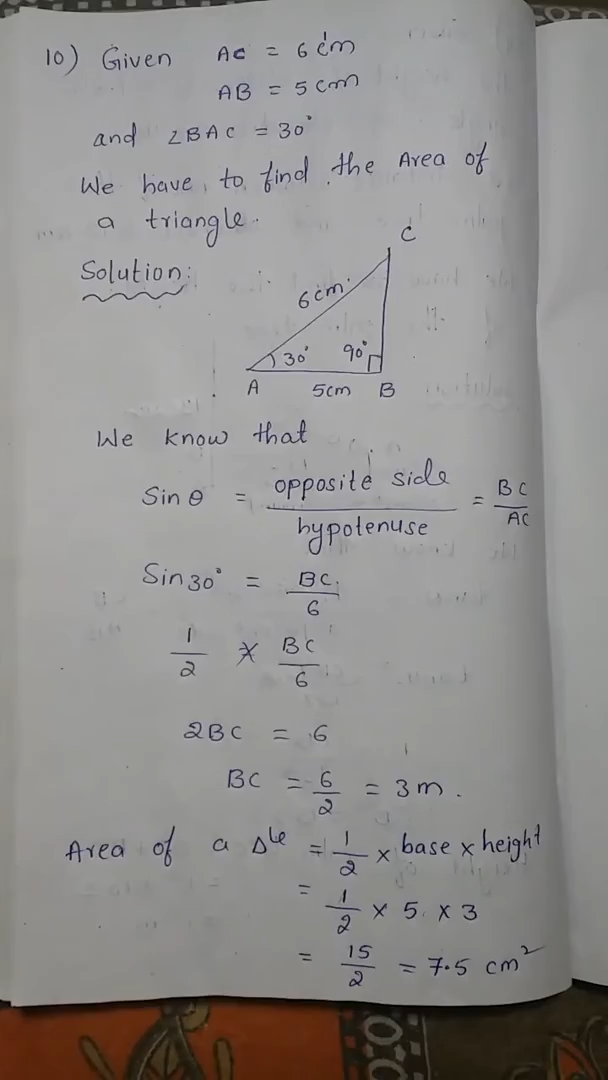 10) Given AC = 6 cm
AB = 5 cm
and ∠BAC = 30°
We have to find the Area of
a triangle.
Solution:
C
6cm
30° 90°
A 5cm B
We know that
Sin θ = opposite side / hypotenuse = BC / AC
Sin 30° = BC / 6
1/2 × BC/6
2BC = 6
BC = 6/2 = 3 m.
Area of a Δle = 1/2 × base × height
= 1/2 × 5 × 3
= 15/2 = 7.5 cm²